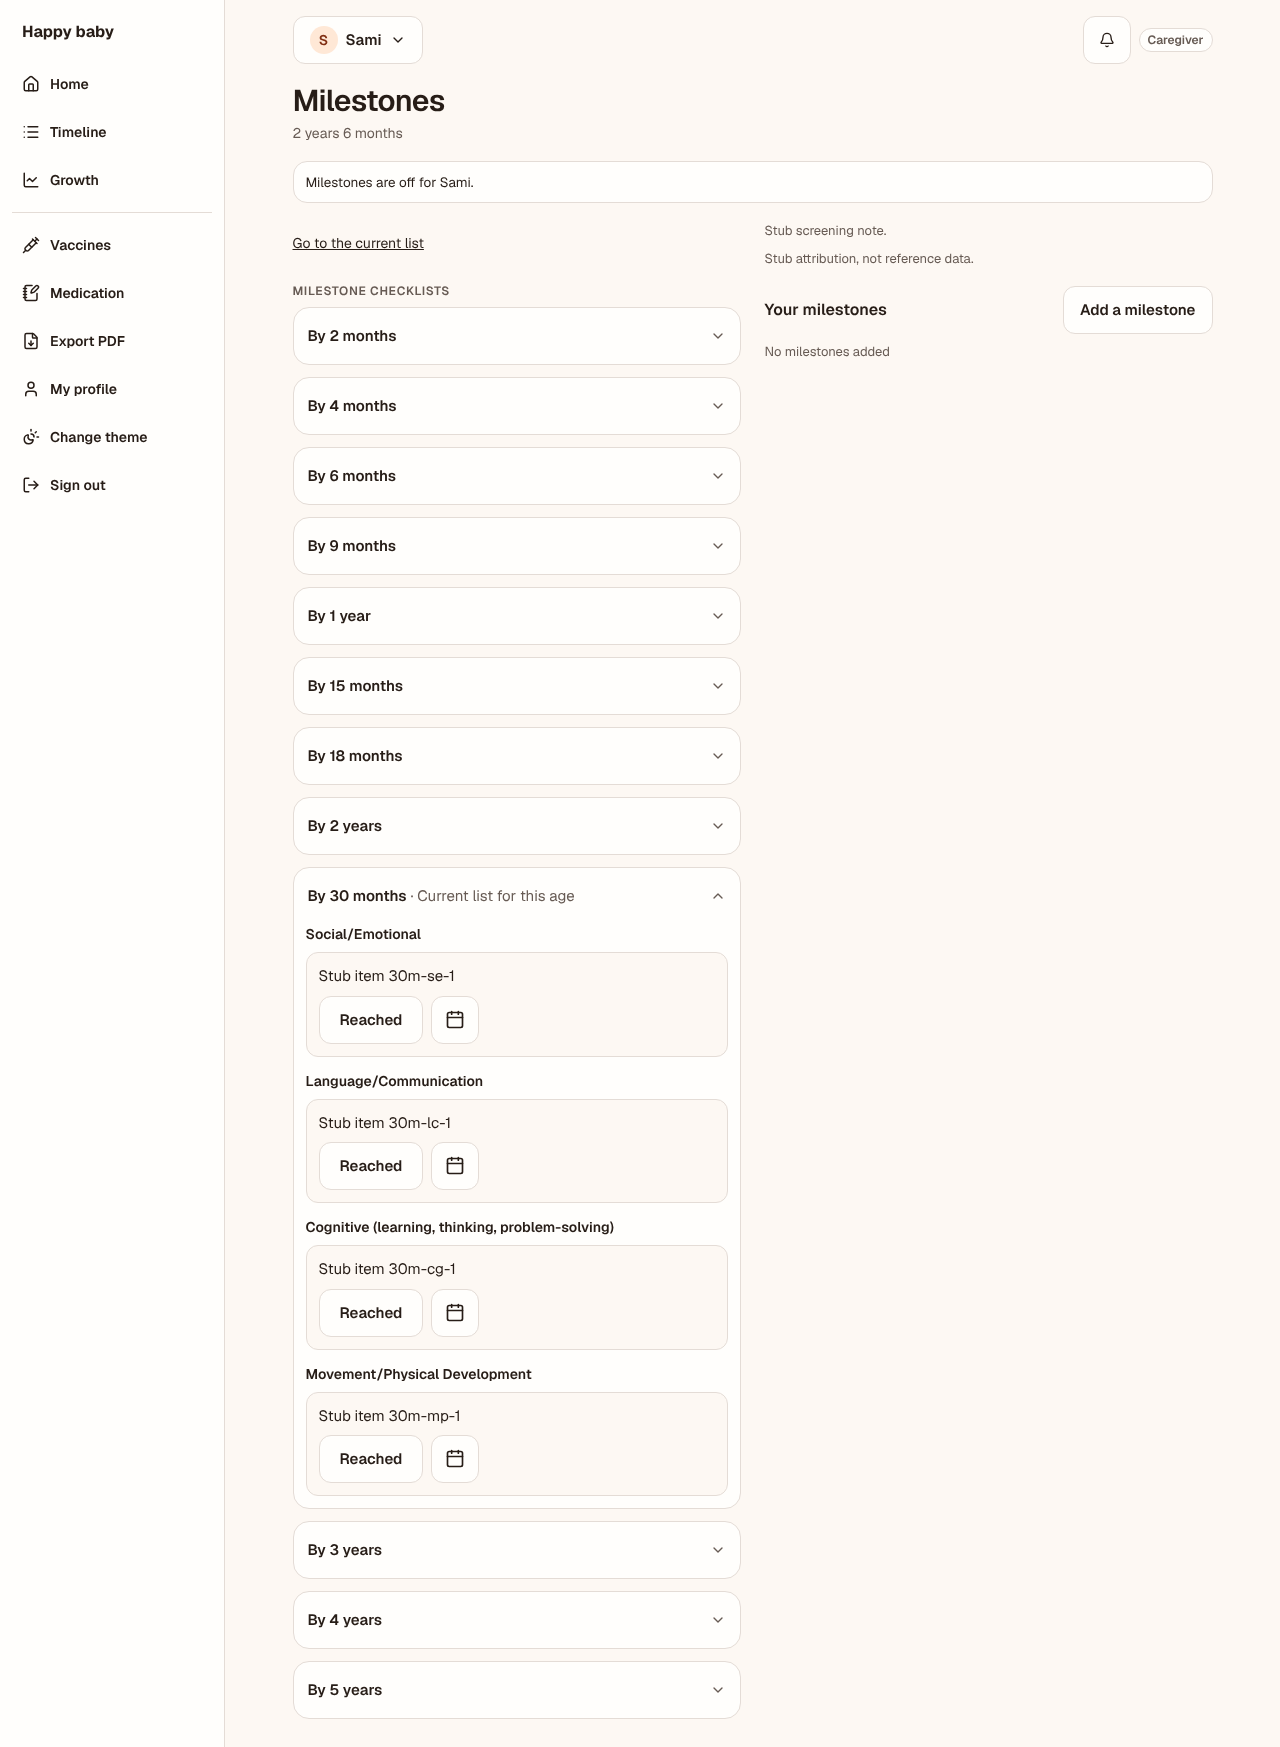 Happy baby
Home
Timeline
Growth
Vaccines
Medication
Export PDF
My profile
Change theme
Sign out
S Sami
Caregiver
Milestones
2 years 6 months
Milestones are off for Sami.
Go to the current list
MILESTONE CHECKLISTS
By 2 months
By 4 months
By 6 months
By 9 months
By 1 year
By 15 months
By 18 months
By 2 years
By 30 months · Current list for this age
Social/Emotional
Stub item 30m-se-1
Reached
Language/Communication
Stub item 30m-lc-1
Reached
Cognitive (learning, thinking, problem-solving)
Stub item 30m-cg-1
Reached
Movement/Physical Development
Stub item 30m-mp-1
Reached
By 3 years
By 4 years
By 5 years
Stub screening note.
Stub attribution, not reference data.
Your milestones
Add a milestone
No milestones added